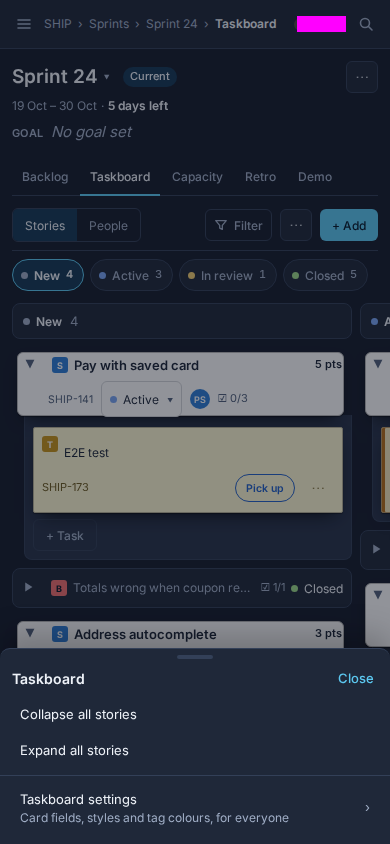 SHIP › Sprints › Sprint 24 › Taskboard
Sprint 24 ▾ Current ···
19 Oct – 30 Oct · 5 days left
GOAL No goal set
Backlog Taskboard Capacity Retro Demo
Stories People Filter ··· + Add
New 4 Active 3 In review 1 Closed 5
New 4 A
▼ S Pay with saved card 5 pts
SHIP-141 Active ▾ PS ☑ 0/3
T E2E test
SHIP-173 Pick up ···
+ Task
▶ B Totals wrong when coupon re... ☑ 1/1 Closed
▼ S Address autocomplete 3 pts
Taskboard Close
Collapse all stories
Expand all stories
Taskboard settings ›
Card fields, styles and tag colours, for everyone